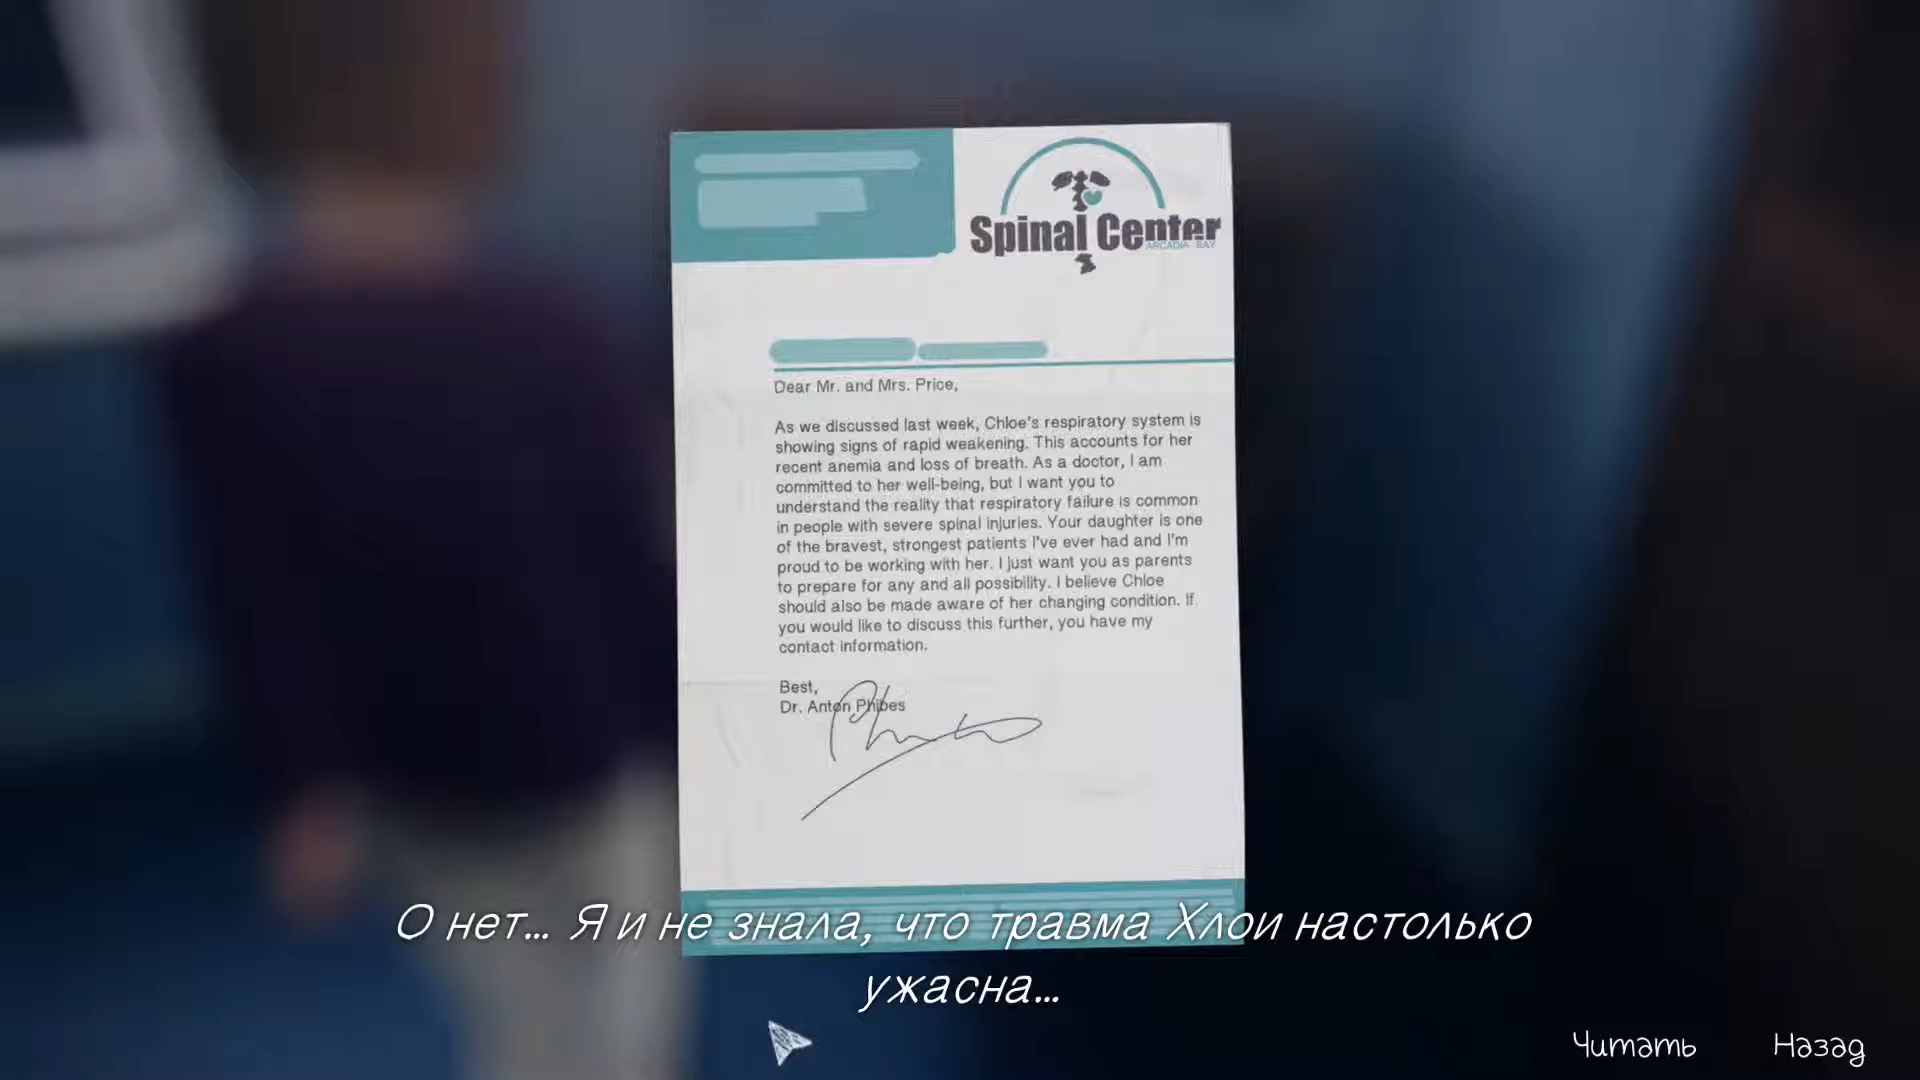 Spinal Center
ARCADIA BAY
Dear Mr. and Mrs. Price,
As we discussed last week, Chloe's respiratory system is
showing signs of rapid weakening. This accounts for her
recent anemia and loss of breath. As a doctor, I am
committed to her well-being, but I want you to
understand the reality that respiratory failure is common
in people with severe spinal injuries. Your daughter is one
of the bravest, strongest patients I've ever had and I'm
proud to be working with her. I just want you as parents
to prepare for any and all possibility. I believe Chloe
should also be made aware of her changing condition. If
you would like to discuss this further, you have my
contact information.
Best,
Dr. Anton Phibes
О нет... Я и не знала, что травма Хлои настолько
ужасна...
Читать Назад